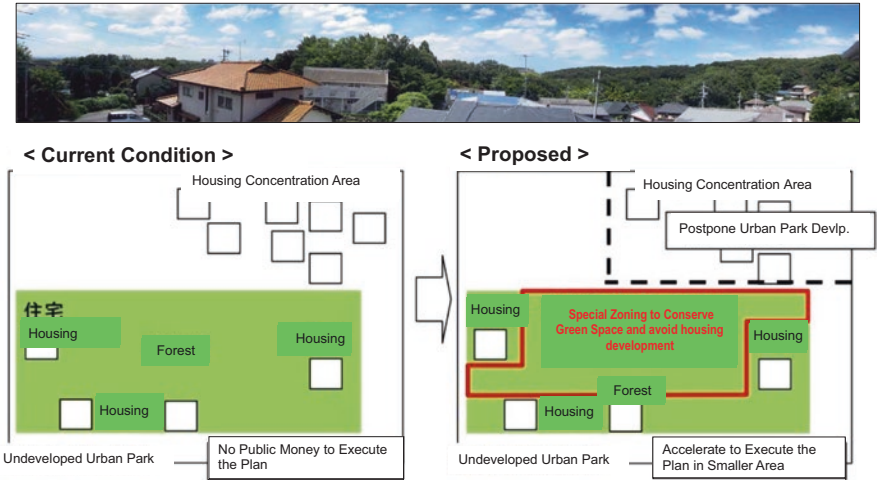 < Current Condition >
Housing Concentration Area
住宅
Housing
Forest
Housing
Housing
Undeveloped Urban Park
No Public Money to Execute
the Plan
< Proposed >
Housing Concentration Area
Postpone Urban Park Devlp.
Housing
Special Zoning to Conserve
Green Space and avoid housing
development
Housing
Forest
Housing
Undeveloped Urban Park
Accelerate to Execute the
Plan in Smaller Area